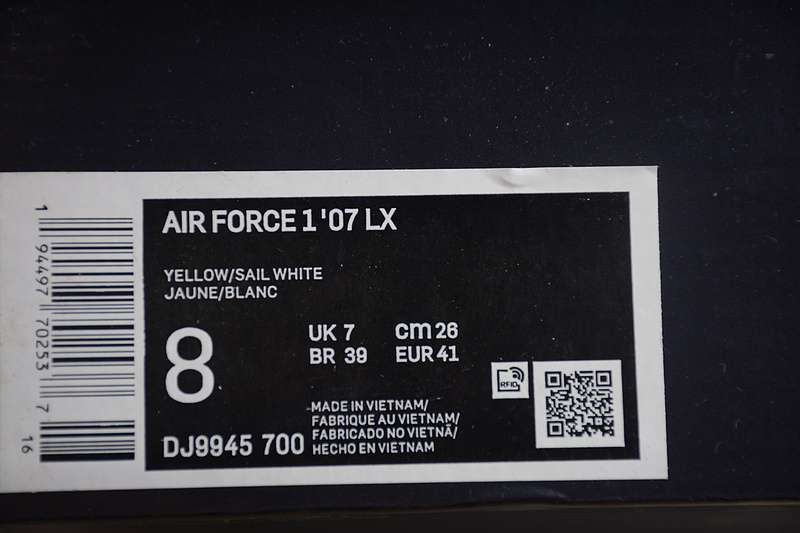 AIR FORCE 1 '07 LX
YELLOW/SAIL WHITE
JAUNE/BLANC
8
UK 7 cm 26
BR 39 EUR 41
RFID
DJ9945 700
MADE IN VIETNAM/
FABRIQUE AU VIETNAM/
FABRICADO NO VIETNÃ/
HECHO EN VIETNAM
1 94497 70253 7 16